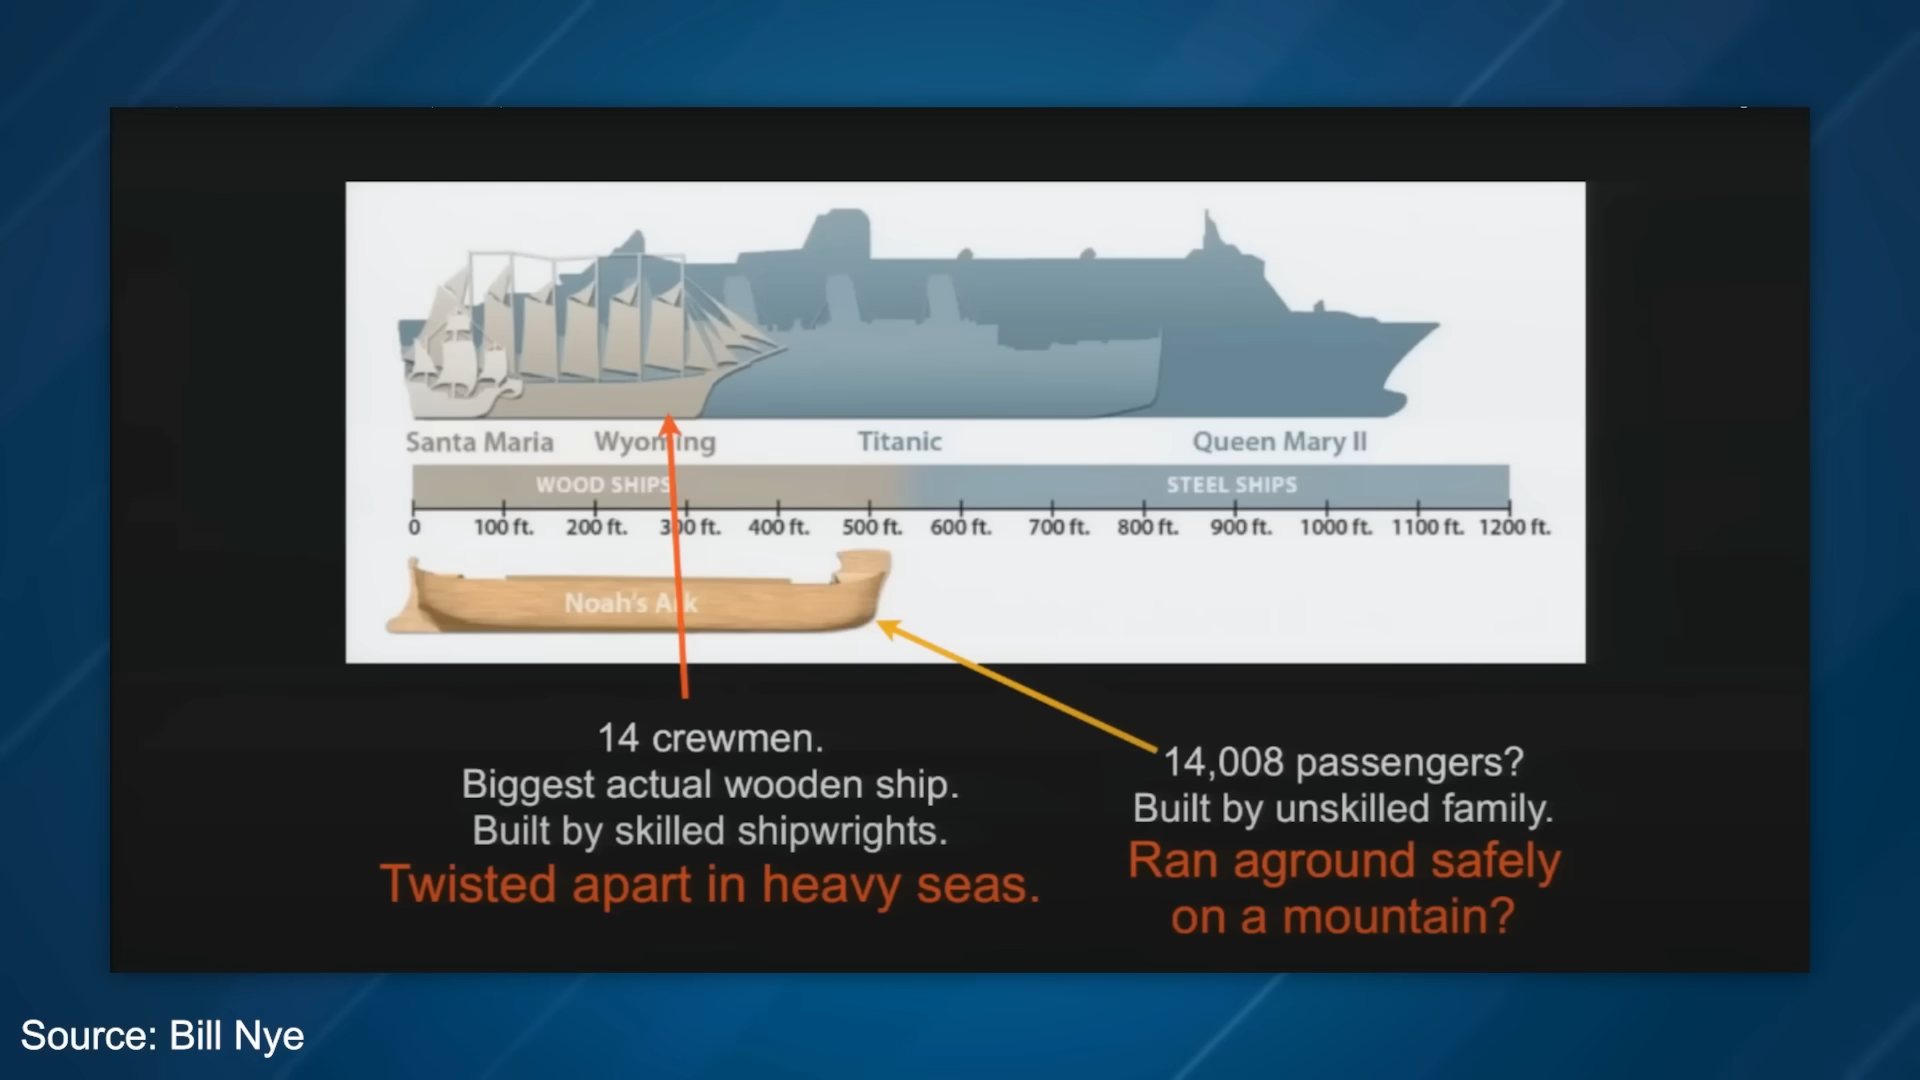 Santa Maria Wyoming Titanic Queen Mary II
WOOD SHIPS STEEL SHIPS
0 100 ft. 200 ft. 300 ft. 400 ft. 500 ft. 600 ft. 700 ft. 800 ft. 900 ft. 1000 ft. 1100 ft. 1200 ft.
Noah's Ark
14 crewmen.
Biggest actual wooden ship.
Built by skilled shipwrights.
Twisted apart in heavy seas.
14,008 passengers?
Built by unskilled family.
Ran aground safely
on a mountain?
Source: Bill Nye